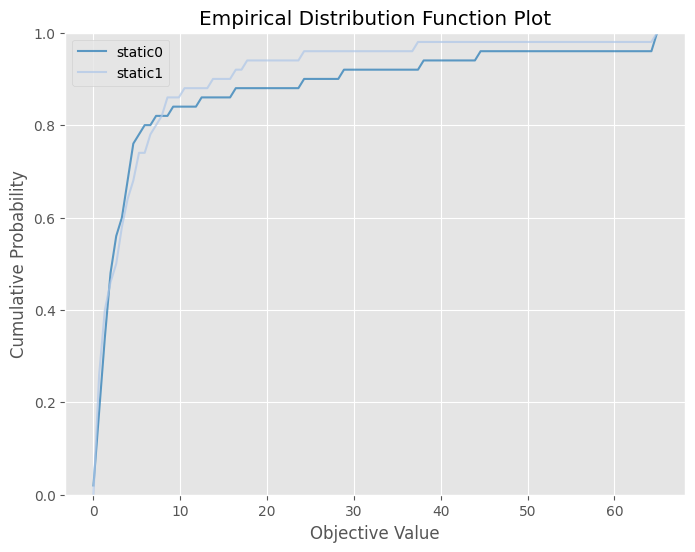 Empirical Distribution Function Plot
static0
static1
1.0
0.8
0.6
0.4
0.2
0.0
Cumulative Probability
0 10 20 30 40 50 60
Objective Value